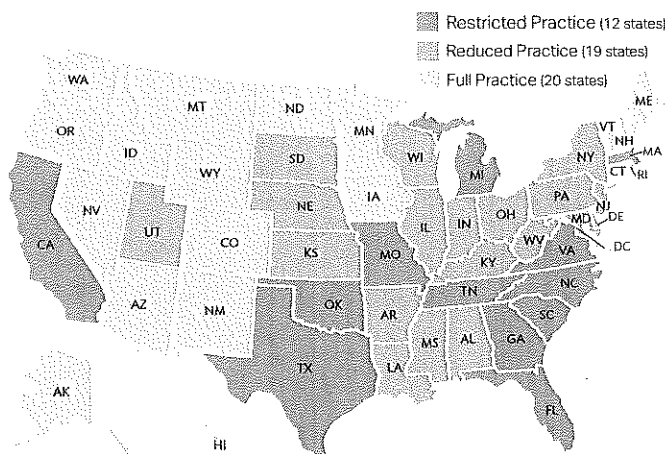 Restricted Practice (12 states)
Reduced Practice (19 states)
Full Practice (20 states)
WA
MT
ND
MN
ME
VT
NH
MA
OR
ID
WY
SD
WI
MI
NY
CT
RI
NV
UT
CO
NE
IA
IL
IN
OH
PA
NJ
MD
DE
DC
CA
KS
MO
KY
WV
VA
AZ
NM
OK
AR
TN
NC
SC
TX
LA
MS
AL
GA
FL
AK
HI